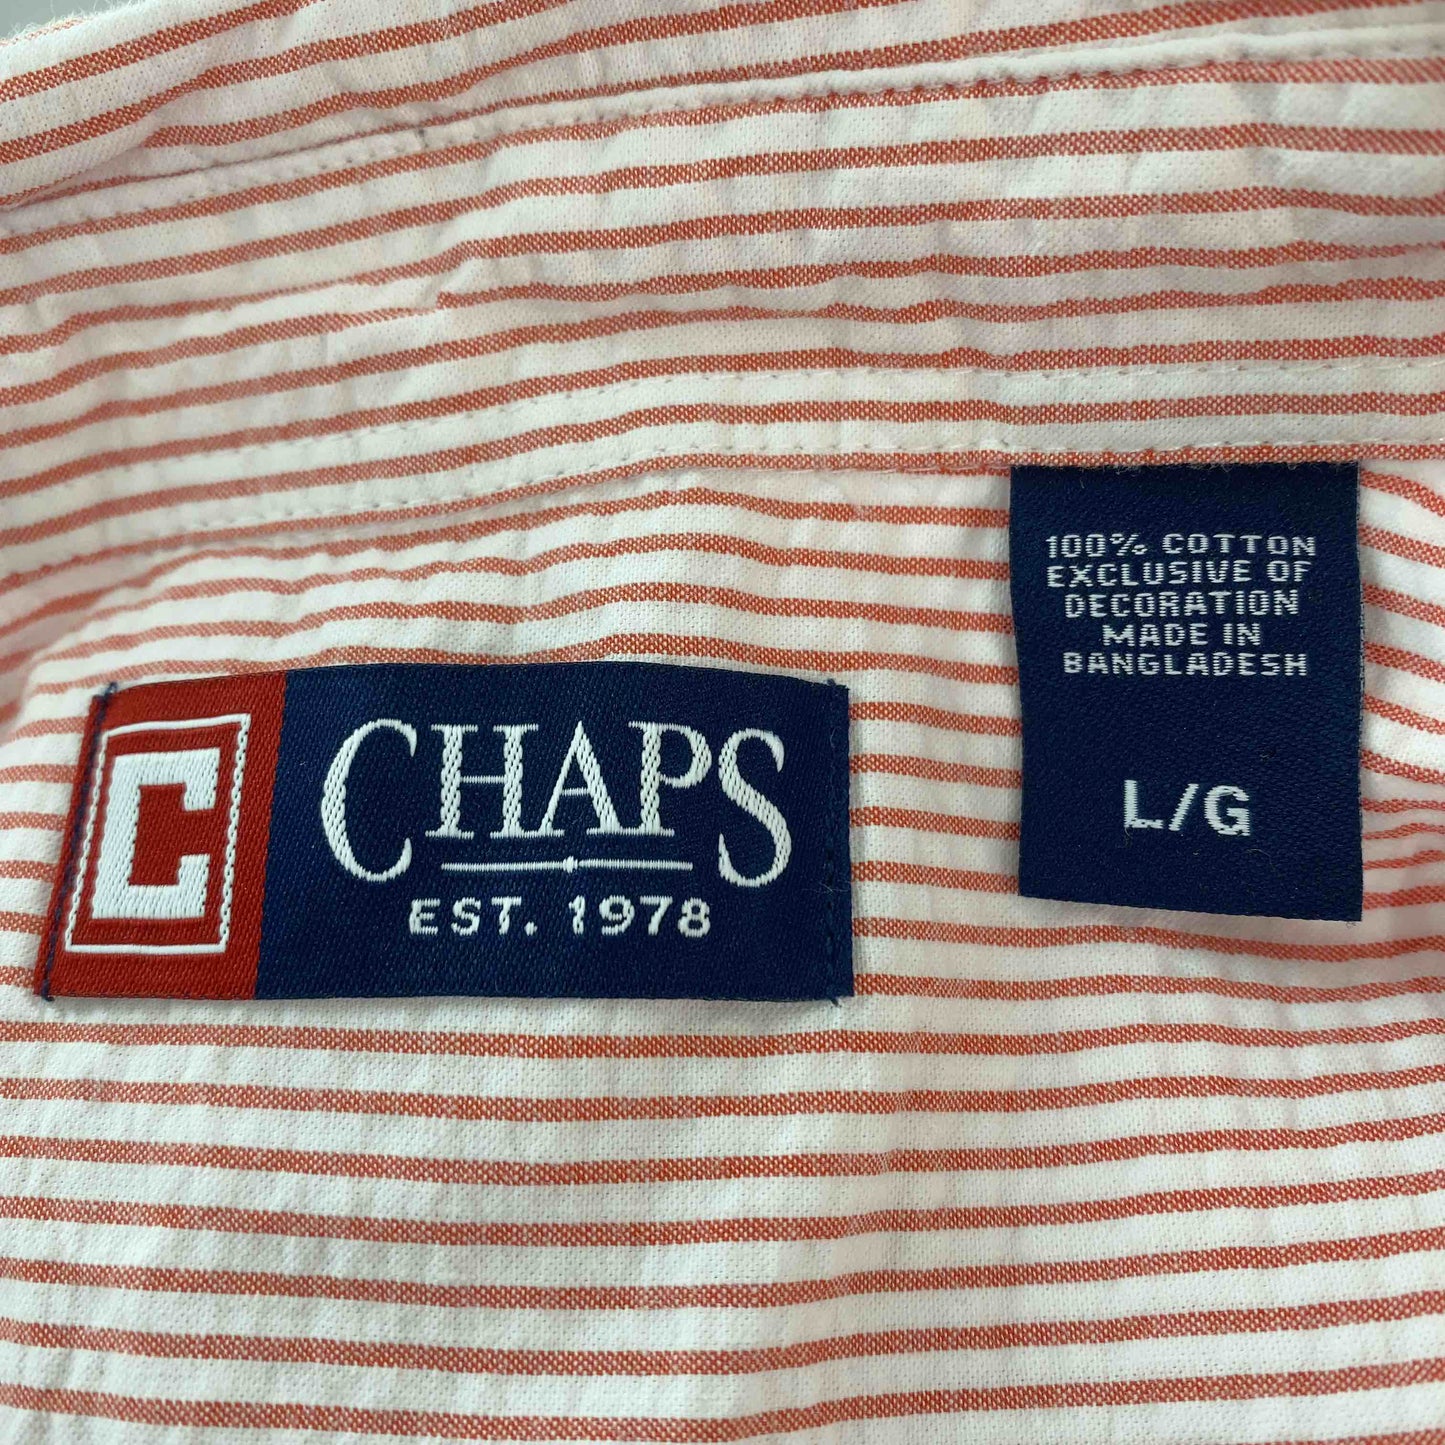 C
CHAPS
EST. 1978
100% COTTON
EXCLUSIVE OF
DECORATION
MADE IN
BANGLADESH
L/G